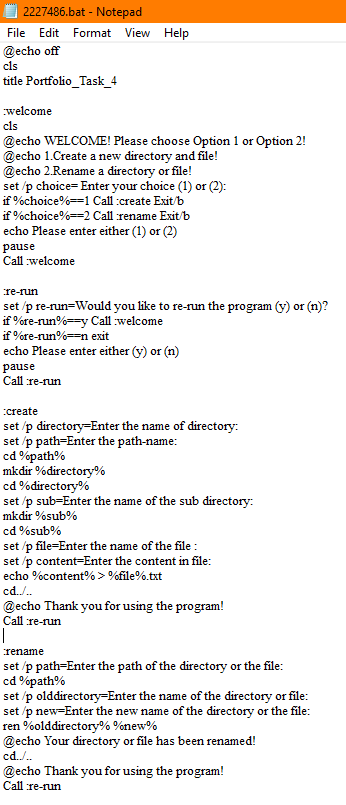 2227486.bat - Notepad
File Edit Format View Help
@echo off
cls
title Portfolio_Task_4
:welcome
cls
@echo WELCOME! Please choose Option 1 or Option 2!
@echo 1.Create a new directory and file!
@echo 2.Rename a directory or file!
set /p choice= Enter your choice (1) or (2):
if %choice%==1 Call :create Exit/b
if %choice%==2 Call :rename Exit/b
echo Please enter either (1) or (2)
pause
Call :welcome
:re-run
set /p re-run=Would you like to re-run the program (y) or (n)?
if %re-run%==y Call :welcome
if %re-run%==n exit
echo Please enter either (y) or (n)
pause
Call :re-run
:create
set /p directory=Enter the name of directory:
set /p path=Enter the path-name:
cd %path%
mkdir %directory%
cd %directory%
set /p sub=Enter the name of the sub directory:
mkdir %sub%
cd %sub%
set /p file=Enter the name of the file :
set /p content=Enter the content in file:
echo %content% > %file%.txt
cd../..
@echo Thank you for using the program!
Call :re-run
:rename
set /p path=Enter the path of the directory or the file:
cd %path%
set /p olddirectory=Enter the name of the directory or file:
set /p new=Enter the new name of the directory or the file:
ren %olddirectory% %new%
@echo Your directory or file has been renamed!
cd../..
@echo Thank you for using the program!
Call :re-run